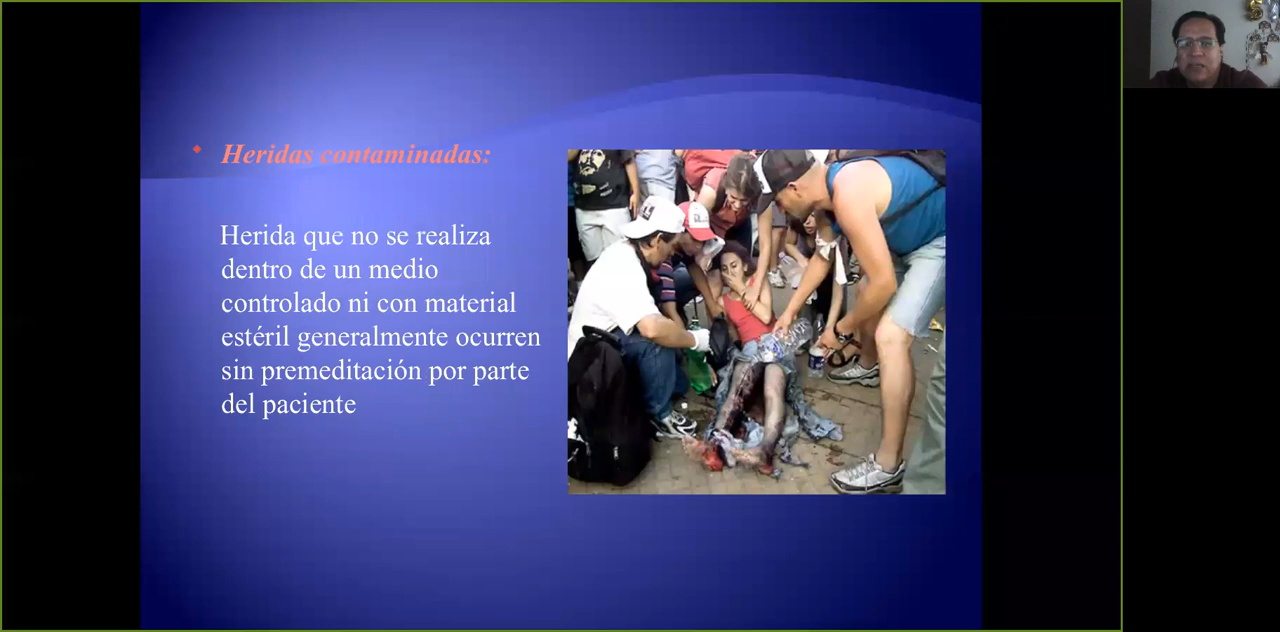 Heridas contaminadas:
Herida que no se realiza
dentro de un medio
controlado ni con material
estéril generalmente ocurren
sin premeditación por parte
del paciente